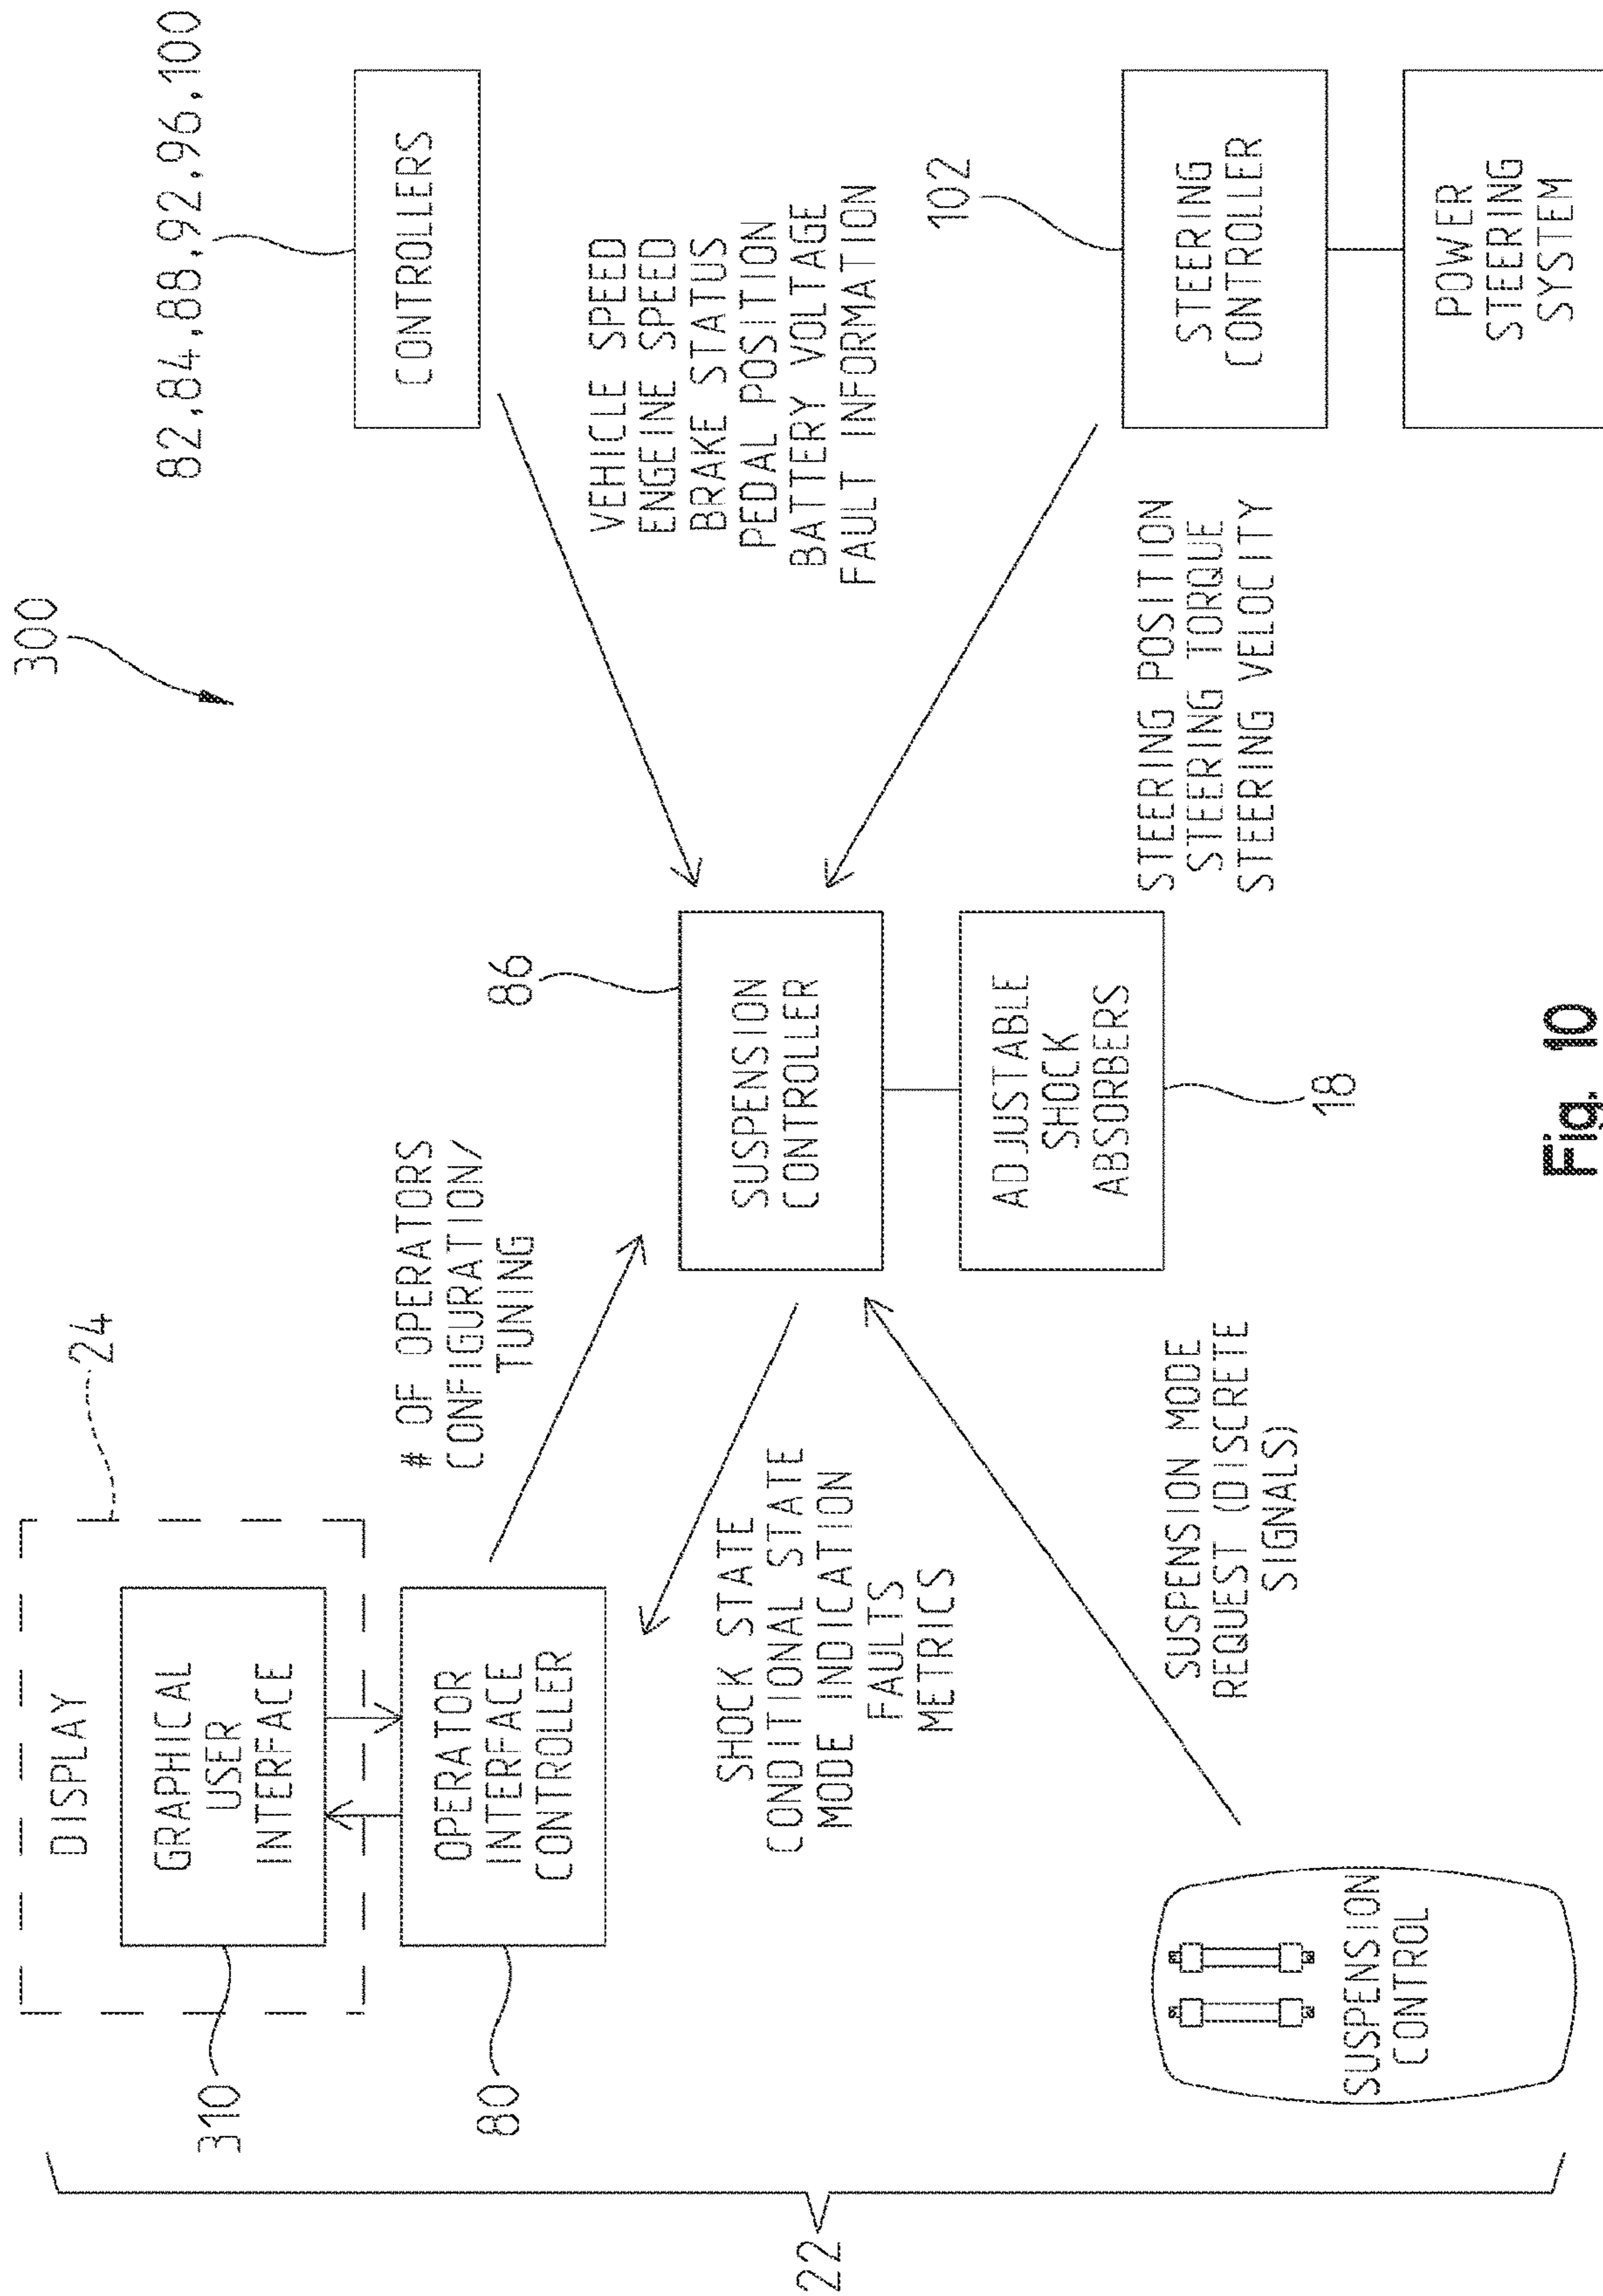 300
82,84,88,92,96,100
CONTROLLERS
VEHICLE SPEED
ENGEINE SPEED
BRAKE STATUS
PEDAL POSITION
BATTERY VOLTAGE
FAULT INFORMATION
102
STEERING
CONTROLLER
POWER
STEERING
SYSTEM
STEERING POSITION
STEERING TORQUE
STEERING VELOCITY
86
SUSPENSION
CONTROLLER
ADJUSTABLE
SHOCK
ABSORBERS
18
24
DISPLAY
GRAPHICAL
USER
INTERFACE
310
OPERATOR
INTERFACE
CONTROLLER
80
# OF OPERATORS
CONFIGURATION/
TUNING
SHOCK STATE
CONDITIONAL STATE
MODE INDICATION
FAULTS
METRICS
SUSPENSION MODE
REQUEST (DISCRETE
SIGNALS)
SUSPENSION
CONTROL
22
Fig. 10